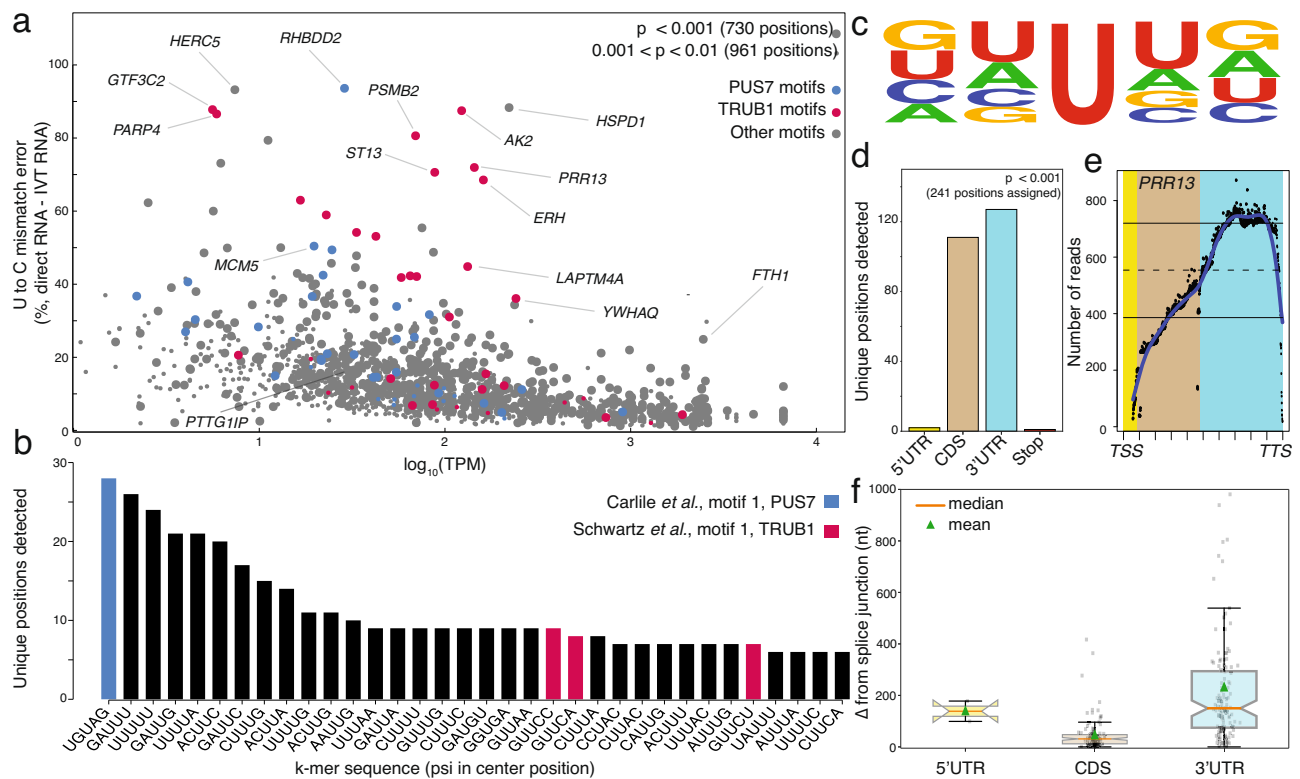 a
p < 0.001 (730 positions)
0.001 < p < 0.01 (961 positions)
PUS7 motifs
TRUB1 motifs
Other motifs
HERC5
RHBDD2
GTF3C2
PSMB2
PARP4
HSPD1
AK2
ST13
PRR13
ERH
MCM5
LAPTM4A
FTH1
YWHAQ
PTTG1IP
U to C mismatch error
(%, direct RNA - IVT RNA)
100
80
60
40
20
0
0
1
2
3
4
log10(TPM)
b
Unique positions detected
30
20
10
0
Carlile et al., motif 1, PUS7
Schwartz et al., motif 1, TRUB1
UGUAG
GAUUU
UUUUU
GAUUG
UUUUA
ACUUC
GAUUC
CUUUG
ACUUA
UUUUG
ACUUG
AAUUG
UUUAA
GAUUA
CUUUU
GUUUG
CUUUC
GAUGU
GGUGA
GUUAA
GUUCC
GUUCA
CUUUA
CCUAC
CUUAC
CAUUG
ACUUU
UUUAC
AUUUG
GUUCU
UAUUU
AUUUA
UUUUC
CUUCA
k-mer sequence (psi in center position)
c
G U U U G
U A A A
C C G U
A G C C
d
p < 0.001
(241 positions assigned)
Unique positions detected
120
80
40
0
5'UTR
CDS
3'UTR
Stop
e
PRR13
Number of reads
800
600
400
200
0
TSS
TTS
f
median
mean
Δ from splice junction (nt)
1000
800
600
400
200
0
5'UTR
CDS
3'UTR